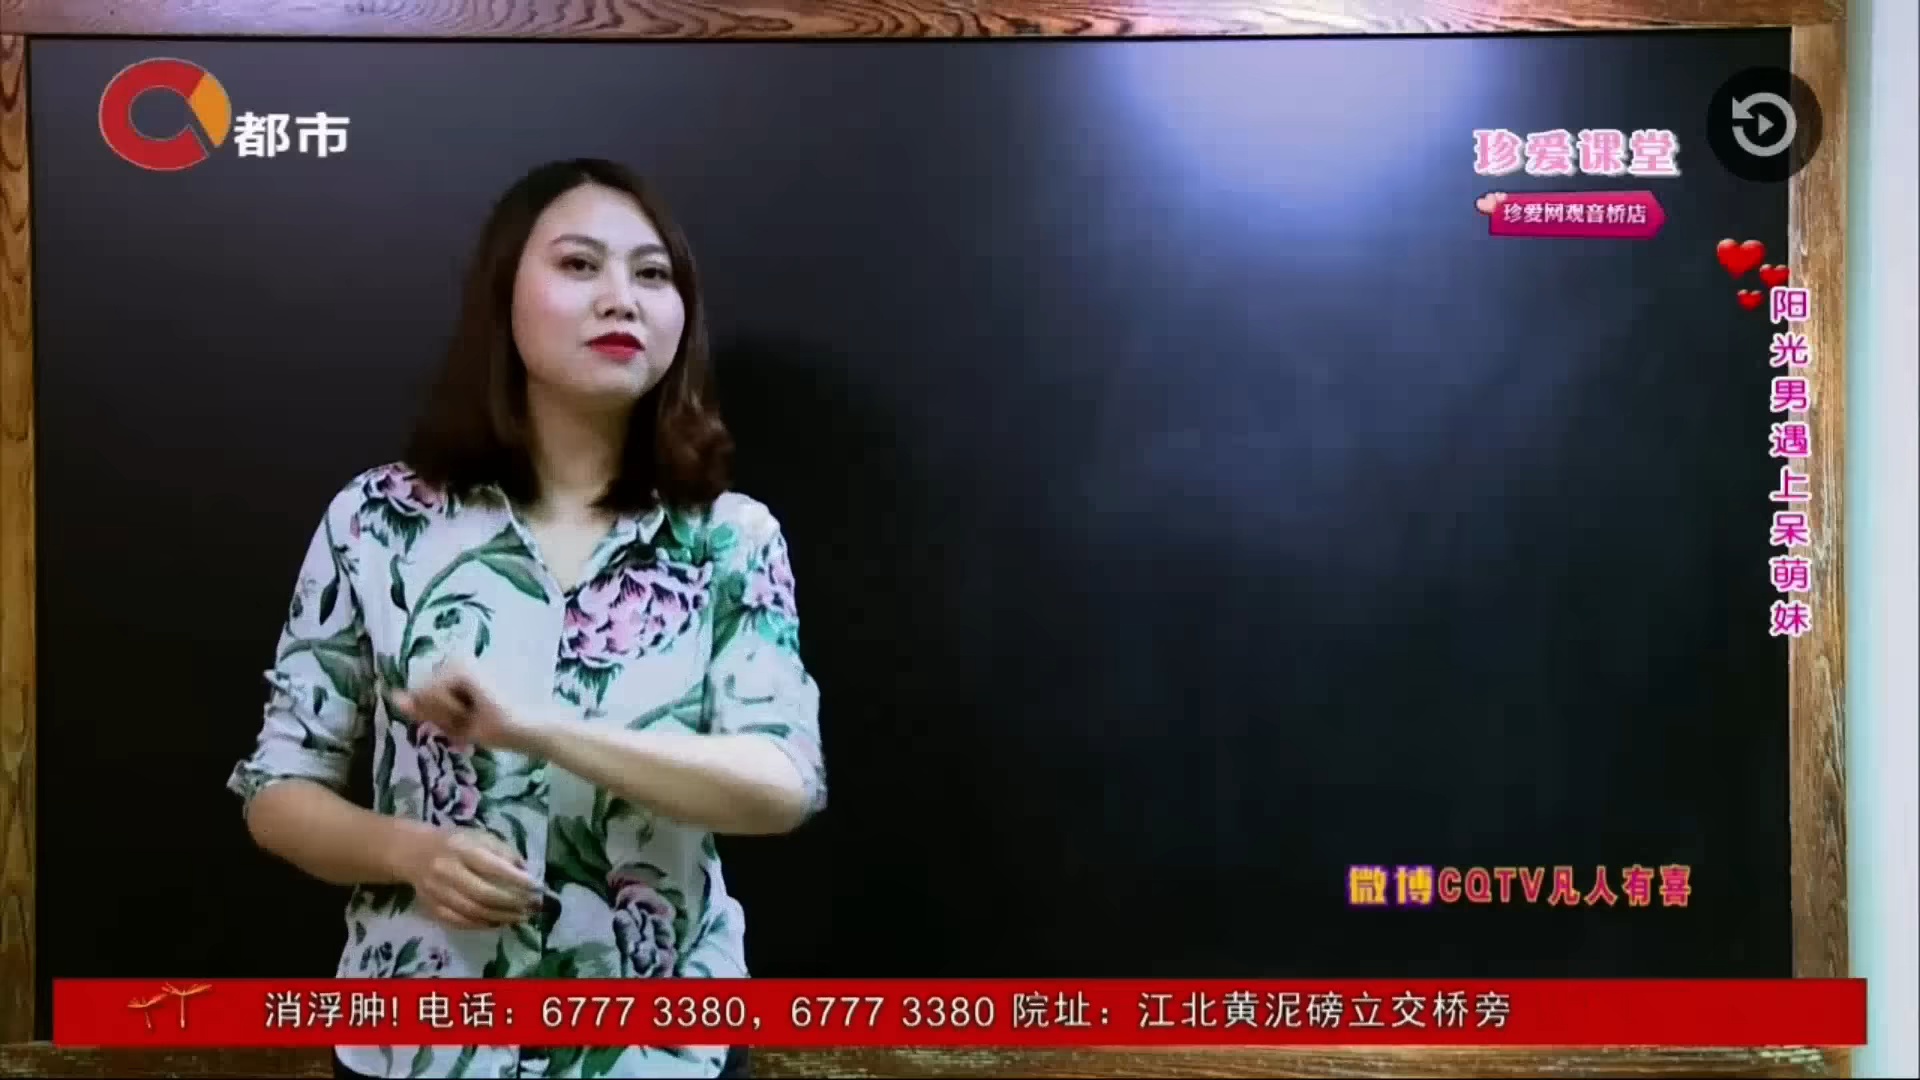 都市
珍爱课堂
珍爱网观音桥店
阳光男遇上呆萌妹
微博CQTV凡人有喜
消浮肿! 电话：6777 3380，6777 3380 院址：江北黄泥磅立交桥旁